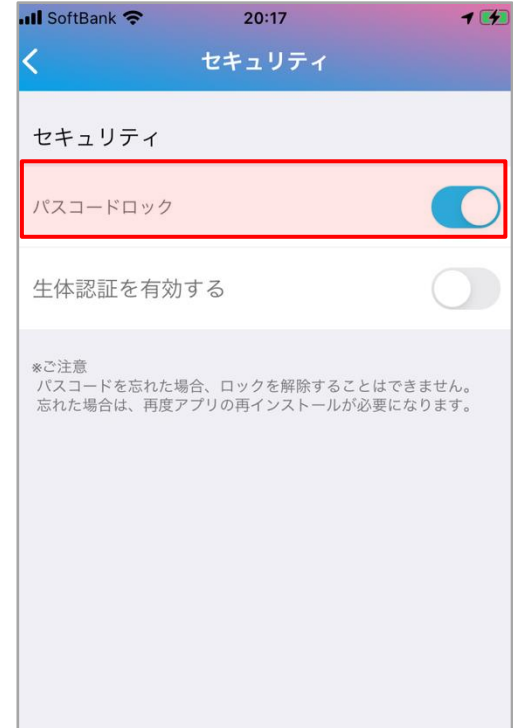 SoftBank 20:17
セキュリティ
セキュリティ
パスコードロック
生体認証を有効する
※ご注意
パスコードを忘れた場合、ロックを解除することはできません。
忘れた場合は、再度アプリの再インストールが必要になります。